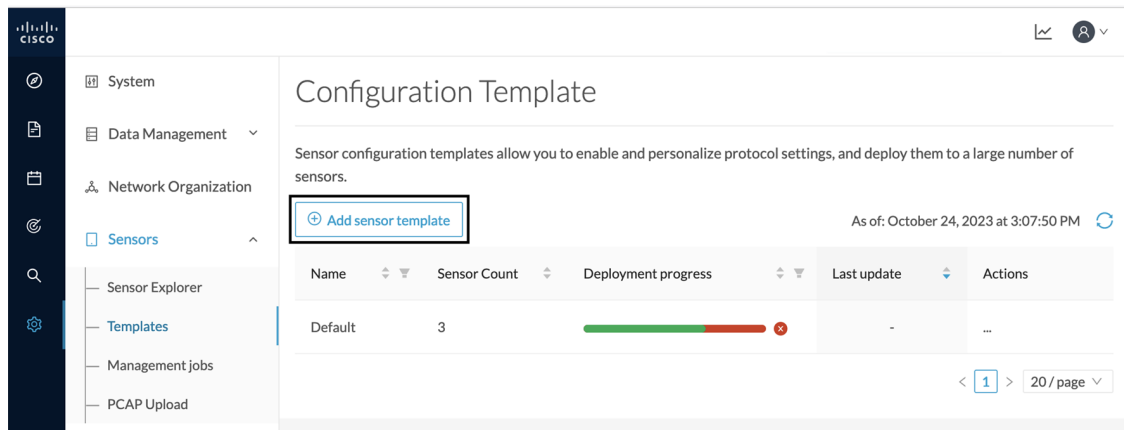 CISCO
System
Data Management
Network Organization
Sensors
Sensor Explorer
Templates
Management jobs
PCAP Upload
Configuration Template
Sensor configuration templates allow you to enable and personalize protocol settings, and deploy them to a large number of
sensors.
Add sensor template
As of: October 24, 2023 at 3:07:50 PM
Name Sensor Count Deployment progress Last update Actions
Default 3 - ...
< 1 > 20 / page